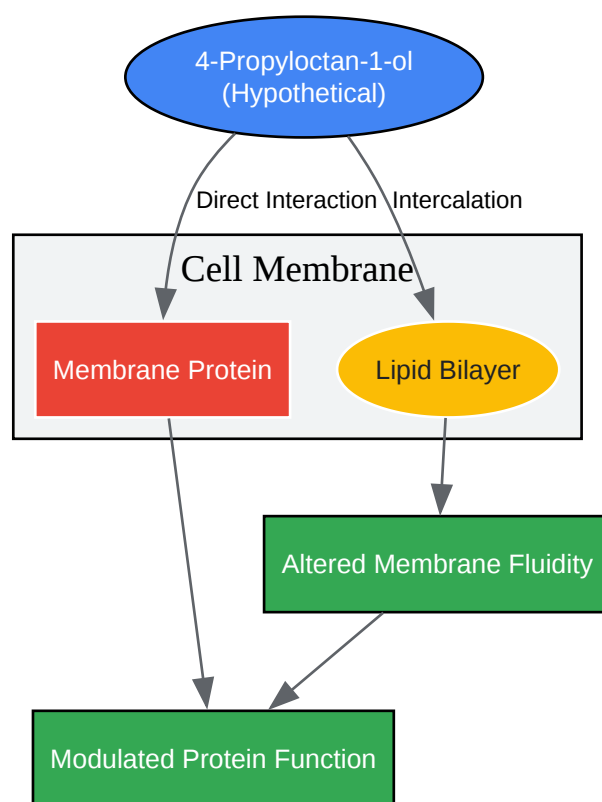 4-Propyloctan-1-ol
(Hypothetical)
Direct Interaction
Intercalation
Cell Membrane
Membrane Protein
Lipid Bilayer
Altered Membrane Fluidity
Modulated Protein Function